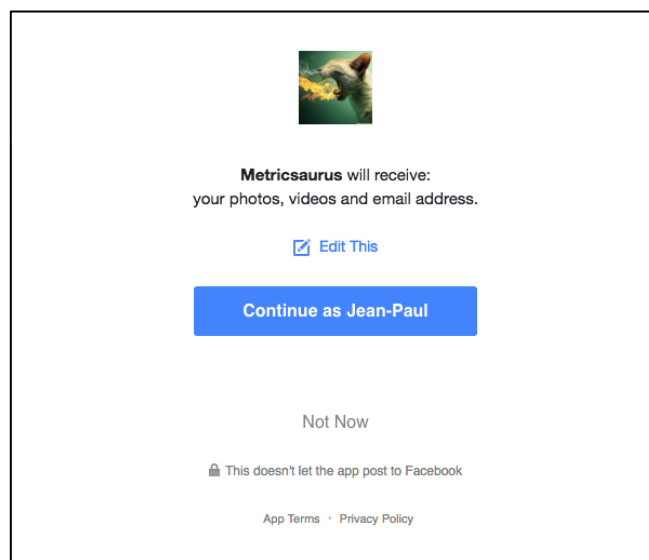 Metricsaurus will receive:
your photos, videos and email address.
Edit This
Continue as Jean-Paul
Not Now
This doesn't let the app post to Facebook
App Terms · Privacy Policy